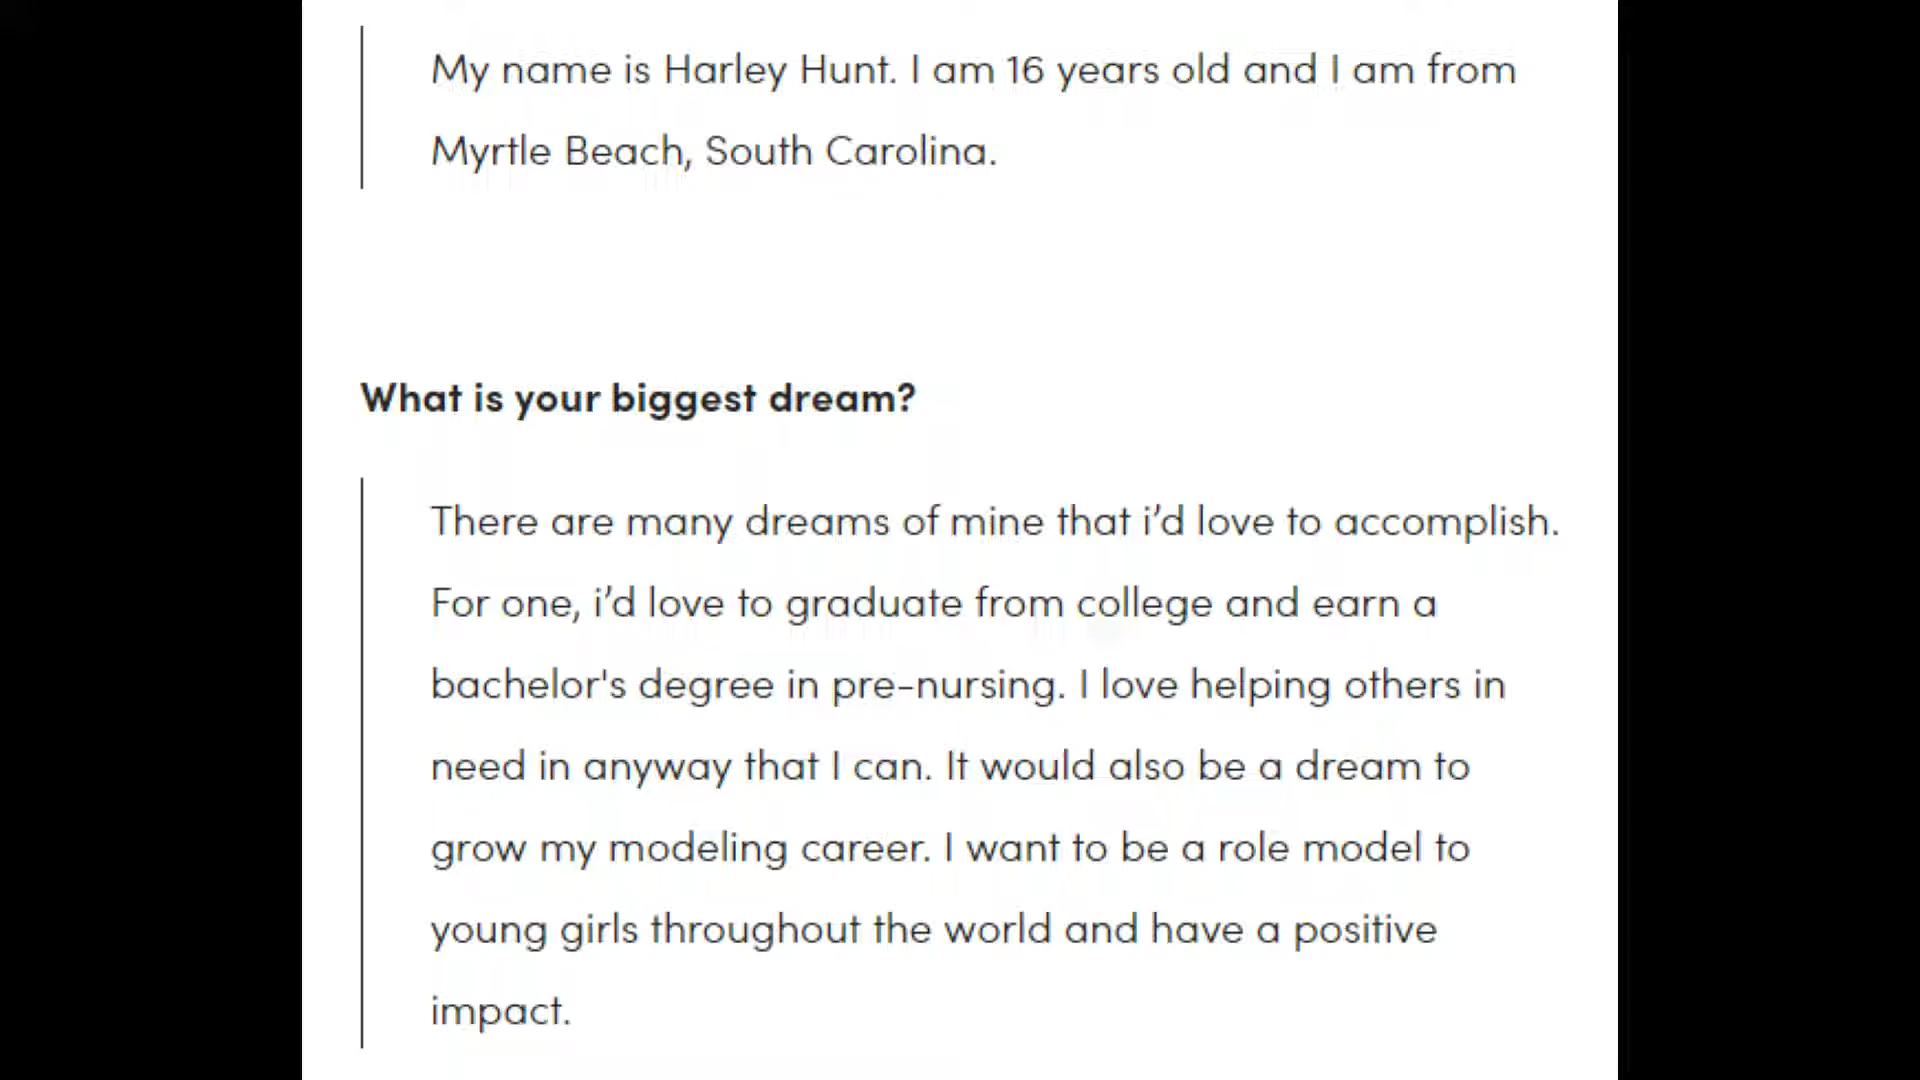 My name is Harley Hunt. I am 16 years old and I am from
Myrtle Beach, South Carolina.
What is your biggest dream?
There are many dreams of mine that i’d love to accomplish.
For one, i’d love to graduate from college and earn a
bachelor's degree in pre-nursing. I love helping others in
need in anyway that I can. It would also be a dream to
grow my modeling career. I want to be a role model to
young girls throughout the world and have a positive
impact.